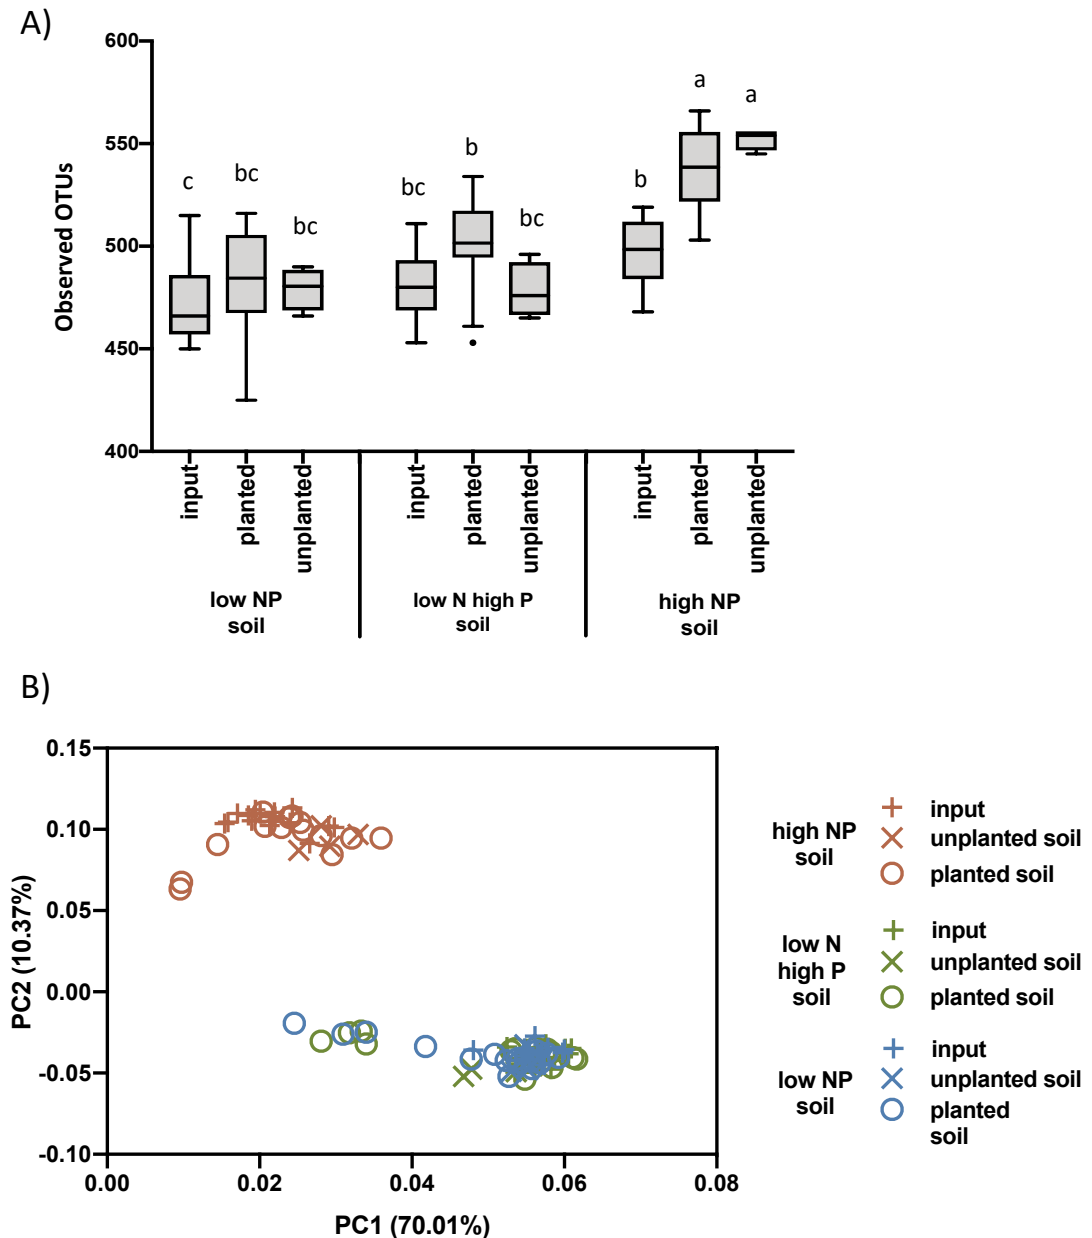 A)
600
550
500
450
400
Observed OTUs
c
bc
bc
bc
b
bc
b
a
a
input
planted
unplanted
input
planted
unplanted
input
planted
unplanted
low NP
soil
low N high P
soil
high NP
soil
B)
0.15
0.10
0.05
0.00
-0.05
-0.10
PC2 (10.37%)
0.00
0.02
0.04
0.06
0.08
PC1 (70.01%)
high NP
soil
input
unplanted soil
planted soil
low N
high P
soil
input
unplanted soil
planted soil
low NP
soil
input
unplanted soil
planted
soil